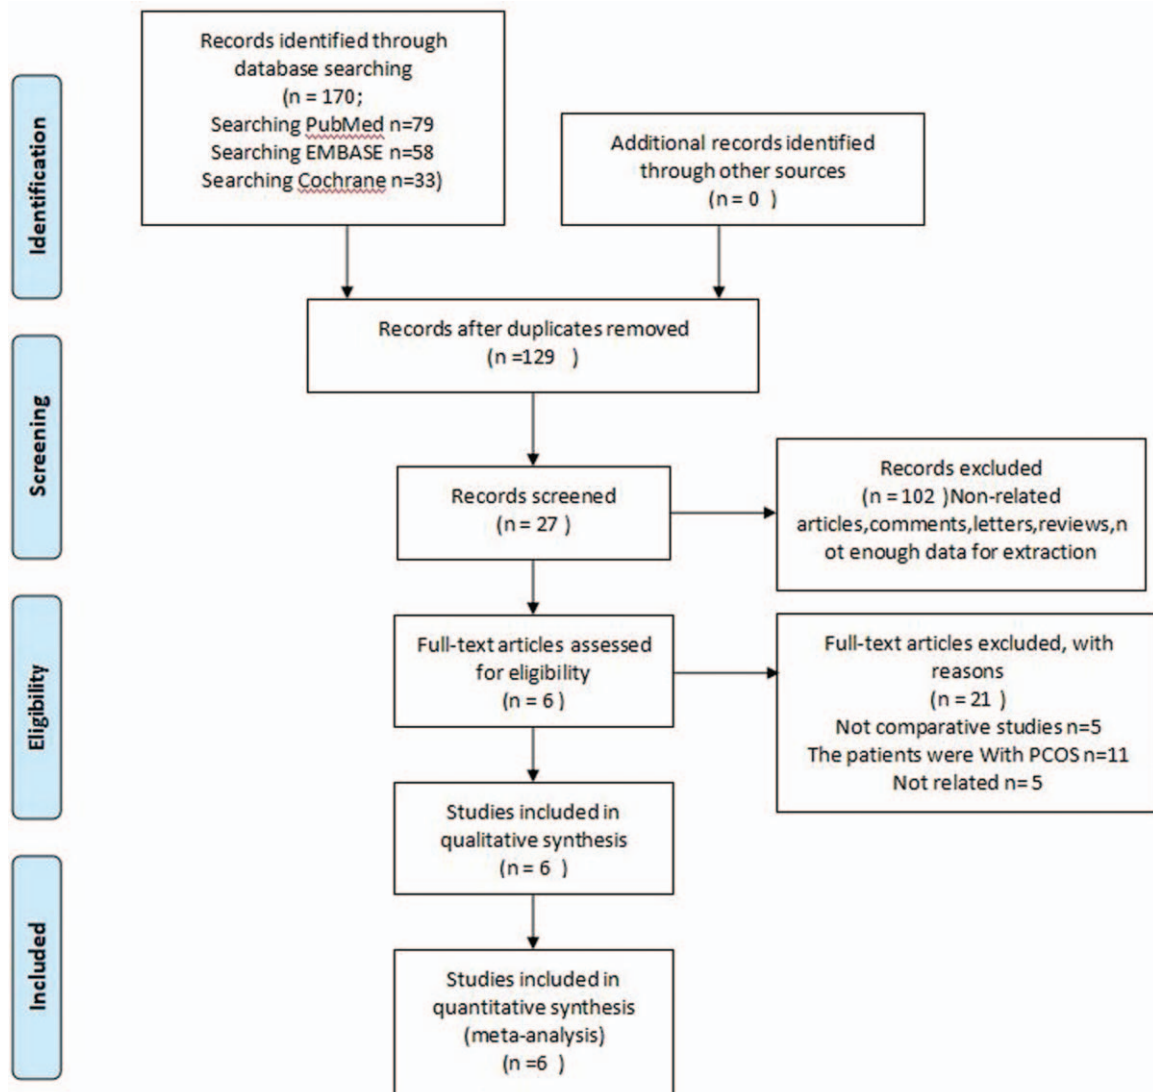 Identification
Records identified through
database searching
(n = 170;
Searching PubMed n=79
Searching EMBASE n=58
Searching Cochrane n=33)
Additional records identified
through other sources
(n = 0 )
Screening
Records after duplicates removed
(n =129 )
Records screened
(n = 27 )
Records excluded
(n = 102 )Non-related
articles,comments,letters,reviews,n
ot enough data for extraction
Eligibility
Full-text articles assessed
for eligibility
(n = 6 )
Full-text articles excluded, with
reasons
(n = 21 )
Not comparative studies n=5
The patients were With PCOS n=11
Not related n= 5
Studies included in
qualitative synthesis
(n = 6 )
Included
Studies included in
quantitative synthesis
(meta-analysis)
(n =6 )